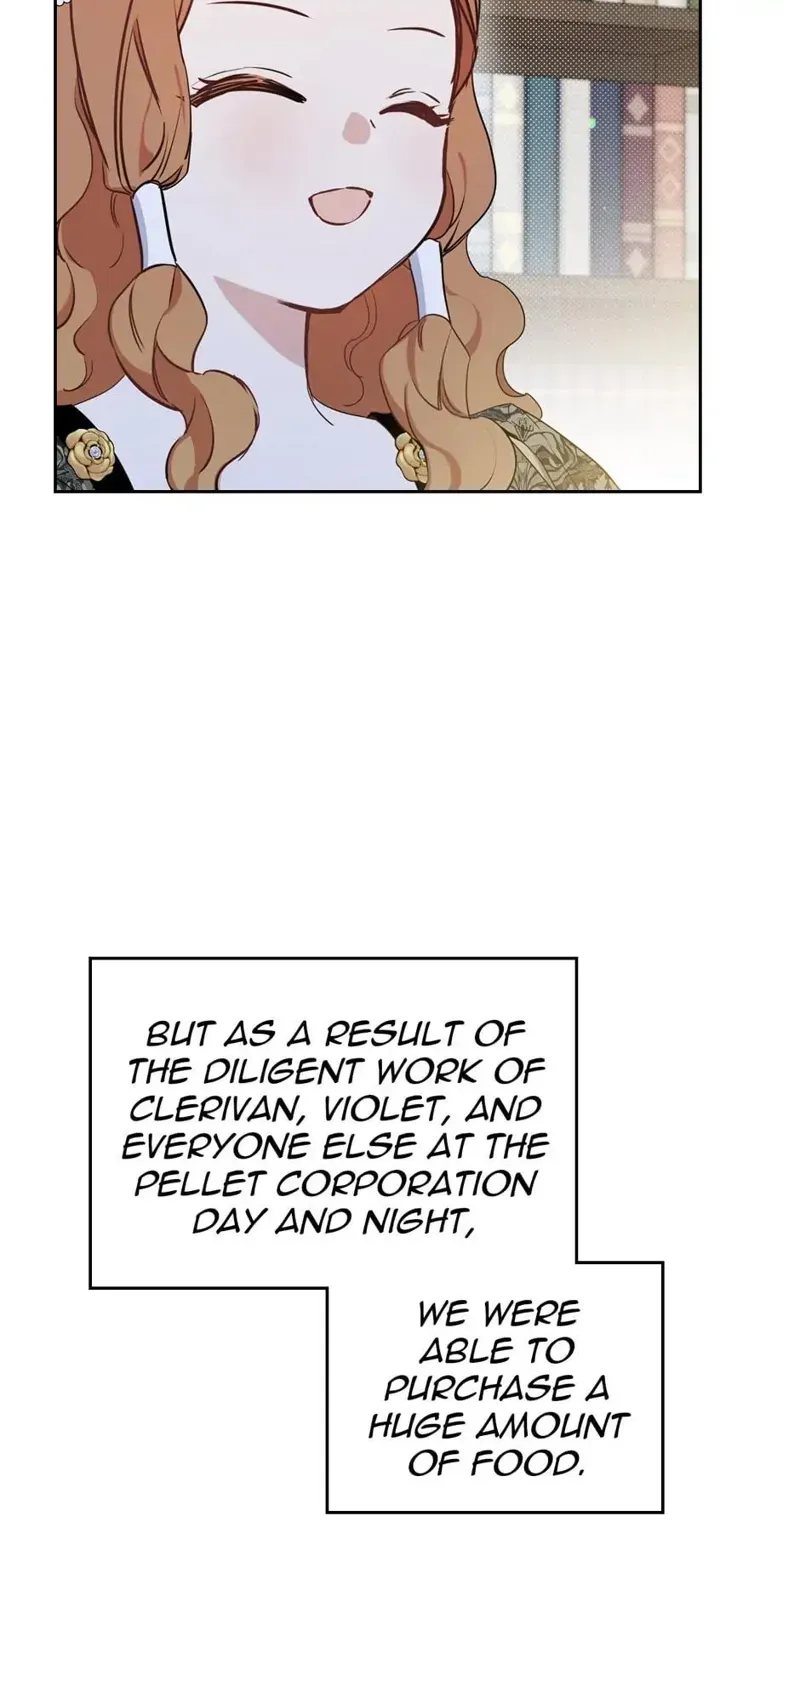 BUT AS A RESULT OF
THE DILIGENT WORK OF
CLERIVAN, VIOLET, AND
EVERYONE ELSE AT THE
PELLET CORPORATION
DAY AND NIGHT,
WE WERE
ABLE TO
PURCHASE A
HUGE AMOUNT
OF FOOD.